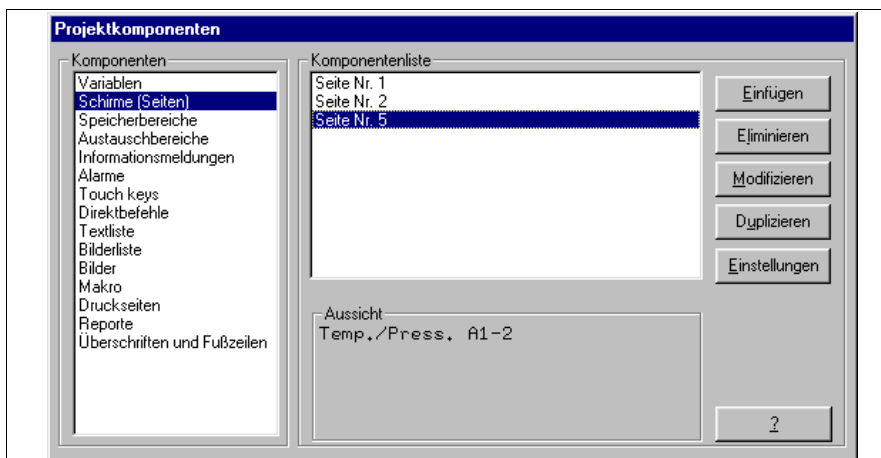 Projektkomponenten
Komponenten
Variablen
Schirme (Seiten)
Speicherbereiche
Austauschbereiche
Informationsmeldungen
Alarme
Touch keys
Direktbefehle
Textliste
Bilderliste
Bilder
Makro
Druckseiten
Reporte
Überschriften und Fußzeilen
Komponentenliste
Seite Nr. 1
Seite Nr. 2
Seite Nr. 5
Einfügen
Eliminieren
Modifizieren
Duplizieren
Einstellungen
Aussicht
Temp./Press. A1-2
?